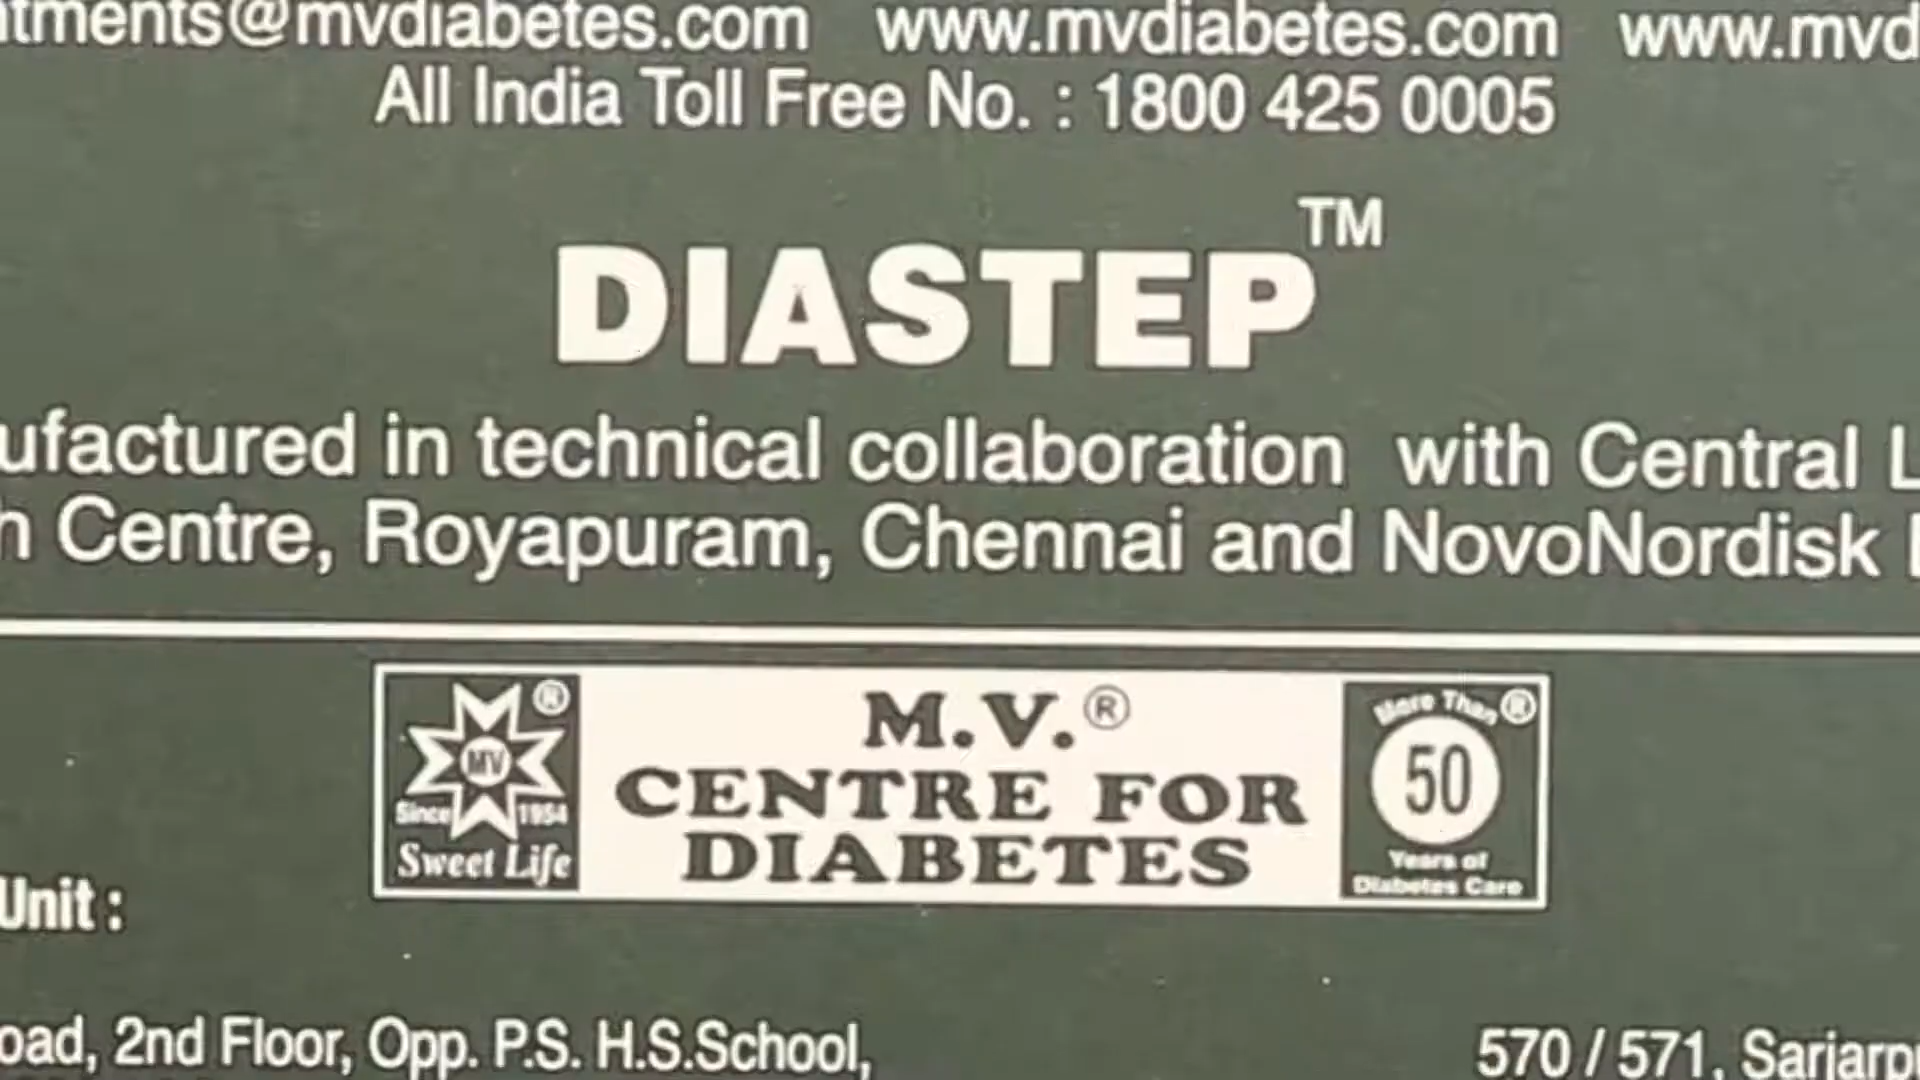 ntments@mvdiabetes.com www.mvdiabetes.com www.mvd
All India Toll Free No. : 1800 425 0005
DIASTEP™
ufactured in technical collaboration with Central L
h Centre, Royapuram, Chennai and NovoNordisk
MV ®
Since 1954
Sweet Life
M.V.®
CENTRE FOR
DIABETES
More Than ®
50
Years of
Diabetes Care
Unit :
oad, 2nd Floor, Opp. P.S. H.S.School,
570 / 571, Sarjarpu